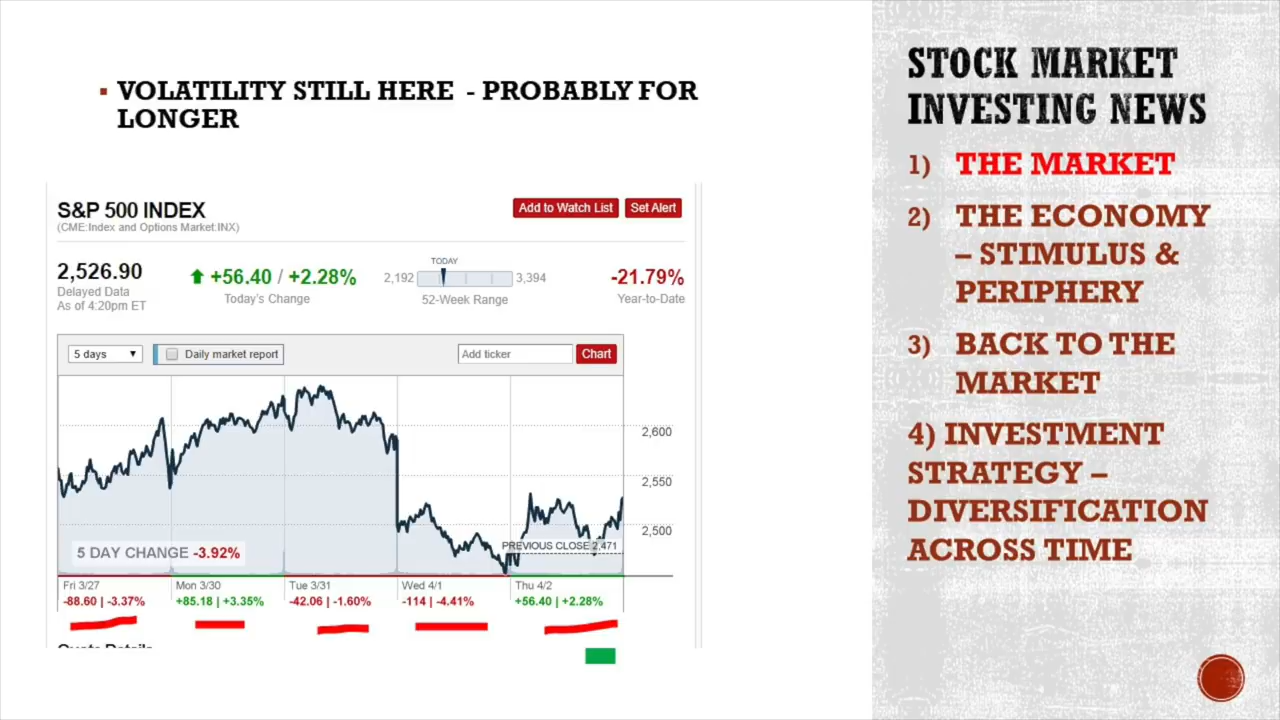 VOLATILITY STILL HERE - PROBABLY FOR
LONGER
S&P 500 INDEX
(CME:Index and Options Market:INX)
Add to Watch List
Set Alert
2,526.90
Delayed Data
As of 4:20pm ET
+56.40 / +2.28%
Today's Change
TODAY
2,192
3,394
52-Week Range
-21.79%
Year-to-Date
5 days
Daily market report
Add ticker
Chart
2,600
2,550
2,500
5 DAY CHANGE -3.92%
PREVIOUS CLOSE 2,471
Fri 3/27
Mon 3/30
Tue 3/31
Wed 4/1
Thu 4/2
-88.60 | -3.37%
+85.18 | +3.35%
-42.06 | -1.60%
-114 | -4.41%
+56.40 | +2.28%
STOCK MARKET
INVESTING NEWS
1) THE MARKET
2) THE ECONOMY
– STIMULUS &
PERIPHERY
3) BACK TO THE
MARKET
4) INVESTMENT
STRATEGY –
DIVERSIFICATION
ACROSS TIME